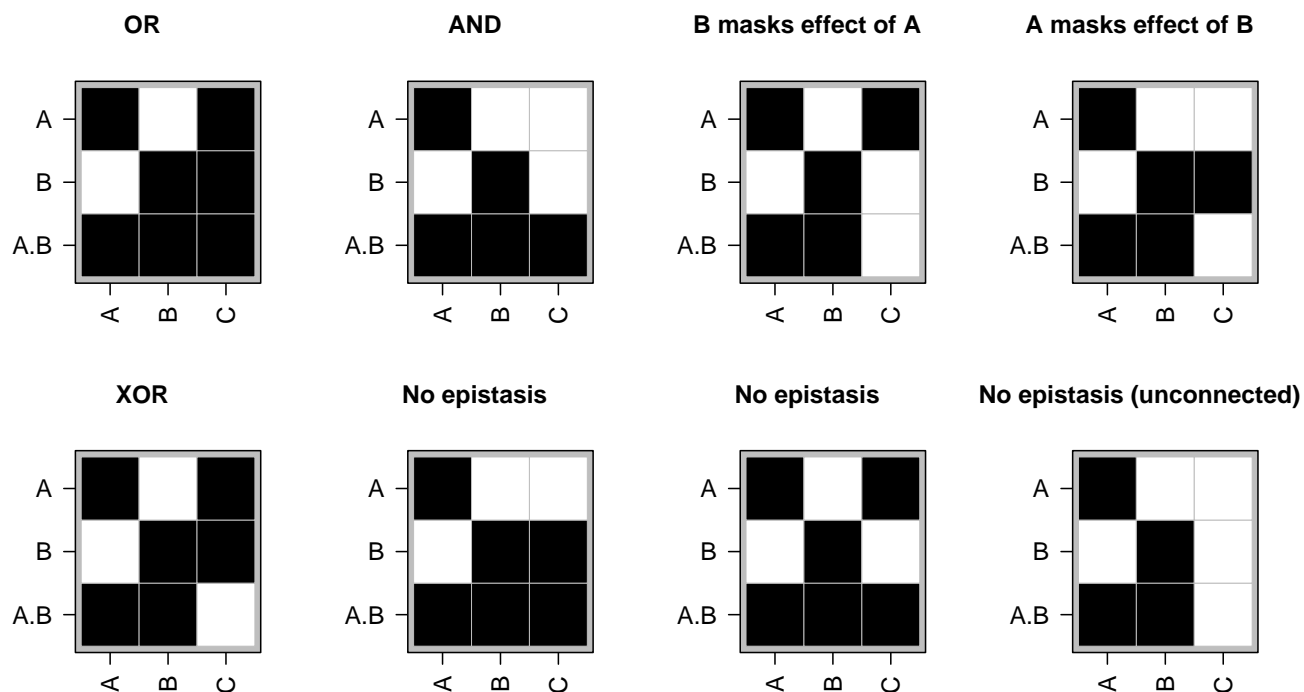 OR
AND
B masks effect of A
A masks effect of B
A
B
A.B
A
B
C
A
B
A.B
A
B
C
A
B
A.B
A
B
C
A
B
A.B
A
B
C
XOR
No epistasis
No epistasis
No epistasis (unconnected)
A
B
A.B
A
B
C
A
B
A.B
A
B
C
A
B
A.B
A
B
C
A
B
A.B
A
B
C